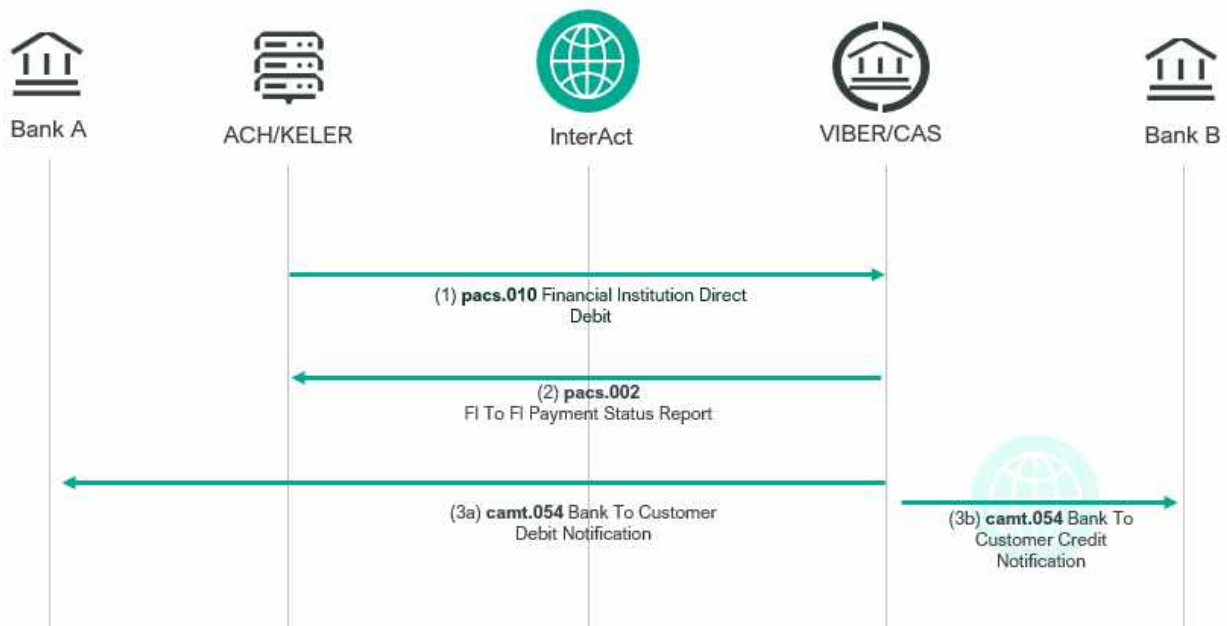 Bank A
ACH/KELER
InterAct
VIBER/CAS
Bank B
(1) pacs.010 Financial Institution Direct
Debit
(2) pacs.002
FI To FI Payment Status Report
(3a) camt.054 Bank To Customer
Debit Notification
(3b) camt.054 Bank To
Customer Credit
Notification